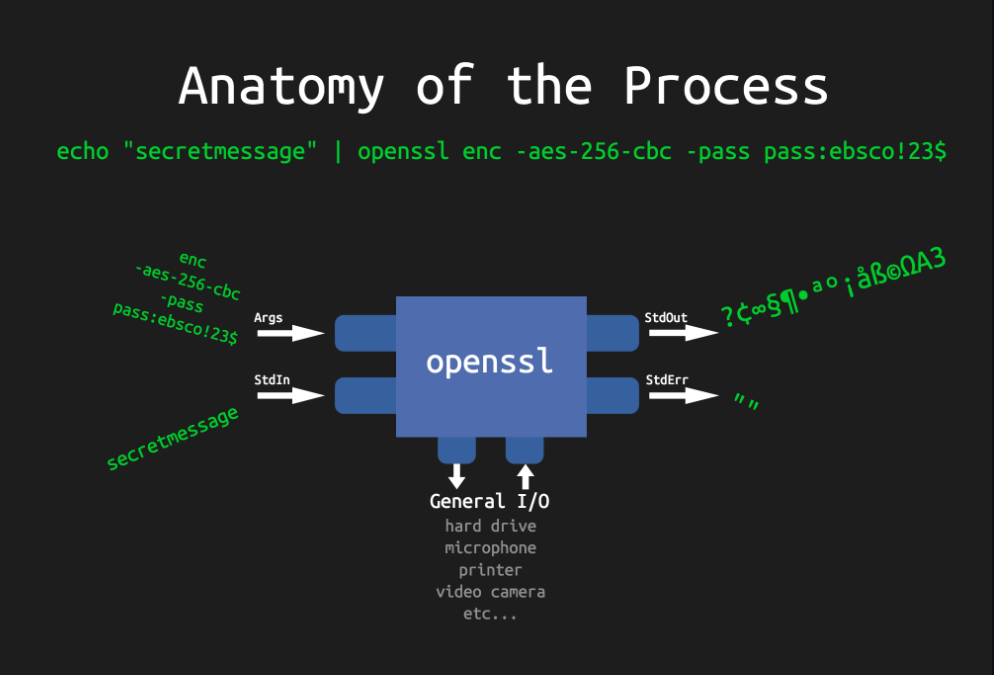 Anatomy of the Process
echo "secretmessage" | openssl enc -aes-256-cbc -pass pass:ebsco!23$
enc
-aes-256-cbc
-pass
pass:ebsco!23$
Args
StdIn
secretmessage
openssl
StdOut
?¢∞§¶•ªº¡åß©ΩA3
StdErr
""
General I/O
hard drive
microphone
printer
video camera
etc...